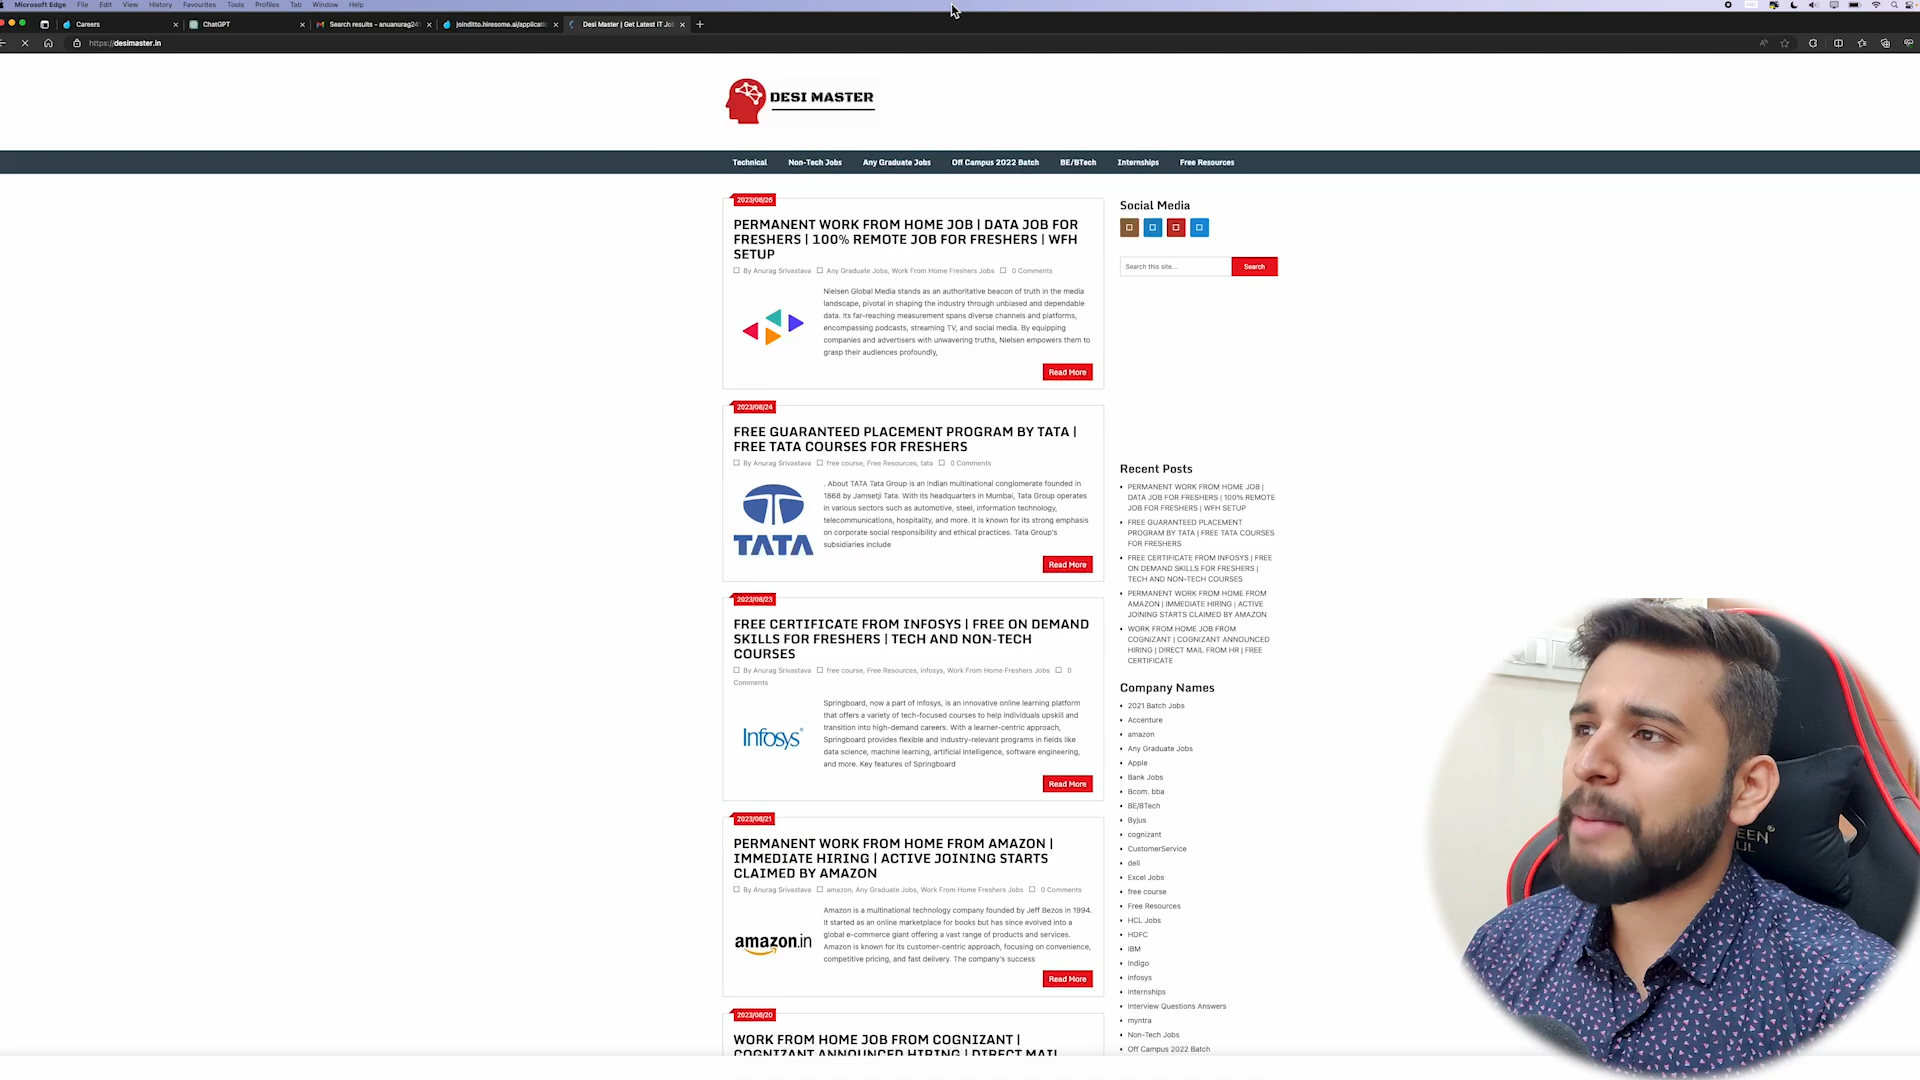 Microsoft Edge File Edit View History Favourites Tools Profiles Tab Window Help
Careers
ChatGPT
Search results - anuanurag24
joinditto.hiresome.ai/applicatio
Desi Master | Get Latest IT Job
https://desimaster.in
DESI MASTER
Technical Non-Tech Jobs Any Graduate Jobs Off Campus 2022 Batch BE/BTech Internships Free Resources
2023/08/26
PERMANENT WORK FROM HOME JOB | DATA JOB FOR
FRESHERS | 100% REMOTE JOB FOR FRESHERS | WFH
SETUP
By Anurag Srivastava Any Graduate Jobs, Work From Home Freshers Jobs 0 Comments
Nielsen Global Media stands as an authoritative beacon of truth in the media
landscape, pivotal in shaping the industry through unbiased and dependable
data. Its far-reaching measurement spans diverse channels and platforms,
encompassing podcasts, streaming TV, and social media. By equipping
companies and advertisers with unwavering truths, Nielsen empowers them to
grasp their audiences profoundly,
Read More
2023/08/24
FREE GUARANTEED PLACEMENT PROGRAM BY TATA |
FREE TATA COURSES FOR FRESHERS
By Anurag Srivastava free course, Free Resources, tata 0 Comments
TATA
. About TATA Tata Group is an Indian multinational conglomerate founded in
1868 by Jamsetji Tata. With its headquarters in Mumbai, Tata Group operates
in various sectors such as automotive, steel, information technology,
telecommunications, hospitality, and more. It is known for its strong emphasis
on corporate social responsibility and ethical practices. Tata Group's
subsidiaries include
Read More
2023/08/23
FREE CERTIFICATE FROM INFOSYS | FREE ON DEMAND
SKILLS FOR FRESHERS | TECH AND NON-TECH
COURSES
By Anurag Srivastava free course, Free Resources, infosys, Work From Home Freshers Jobs 0
Comments
Infosys
Springboard, now a part of Infosys, is an innovative online learning platform
that offers a variety of tech-focused courses to help individuals upskill and
transition into high-demand careers. With a learner-centric approach,
Springboard provides flexible and industry-relevant programs in fields like
data science, machine learning, artificial intelligence, software engineering,
and more. Key features of Springboard
Read More
2023/08/21
PERMANENT WORK FROM HOME FROM AMAZON |
IMMEDIATE HIRING | ACTIVE JOINING STARTS
CLAIMED BY AMAZON
By Anurag Srivastava amazon, Any Graduate Jobs, Work From Home Freshers Jobs 0 Comments
amazon.in
Amazon is a multinational technology company founded by Jeff Bezos in 1994.
It started as an online marketplace for books but has since evolved into a
global e-commerce giant offering a vast range of products and services.
Amazon is known for its customer-centric approach, focusing on convenience,
competitive pricing, and fast delivery. The company's success
Read More
2023/08/20
WORK FROM HOME JOB FROM COGNIZANT |
COGNIZANT ANNOUNCED HIRING | DIRECT MAIL
Social Media
Search this site...
Search
Recent Posts
PERMANENT WORK FROM HOME JOB |
DATA JOB FOR FRESHERS | 100% REMOTE
JOB FOR FRESHERS | WFH SETUP
FREE GUARANTEED PLACEMENT
PROGRAM BY TATA | FREE TATA COURSES
FOR FRESHERS
FREE CERTIFICATE FROM INFOSYS | FREE
ON DEMAND SKILLS FOR FRESHERS |
TECH AND NON-TECH COURSES
PERMANENT WORK FROM HOME FROM
AMAZON | IMMEDIATE HIRING | ACTIVE
JOINING STARTS CLAIMED BY AMAZON
WORK FROM HOME JOB FROM
COGNIZANT | COGNIZANT ANNOUNCED
HIRING | DIRECT MAIL FROM HR | FREE
CERTIFICATE
Company Names
2021 Batch Jobs
Accenture
amazon
Any Graduate Jobs
Apple
Bank Jobs
Bcom. bba
BE/BTech
Byjus
cognizant
CustomerService
dell
Excel Jobs
free course
Free Resources
HCL Jobs
HDFC
IBM
Indigo
infosys
Internships
Interview Questions Answers
myntra
Non-Tech Jobs
Off Campus 2022 Batch